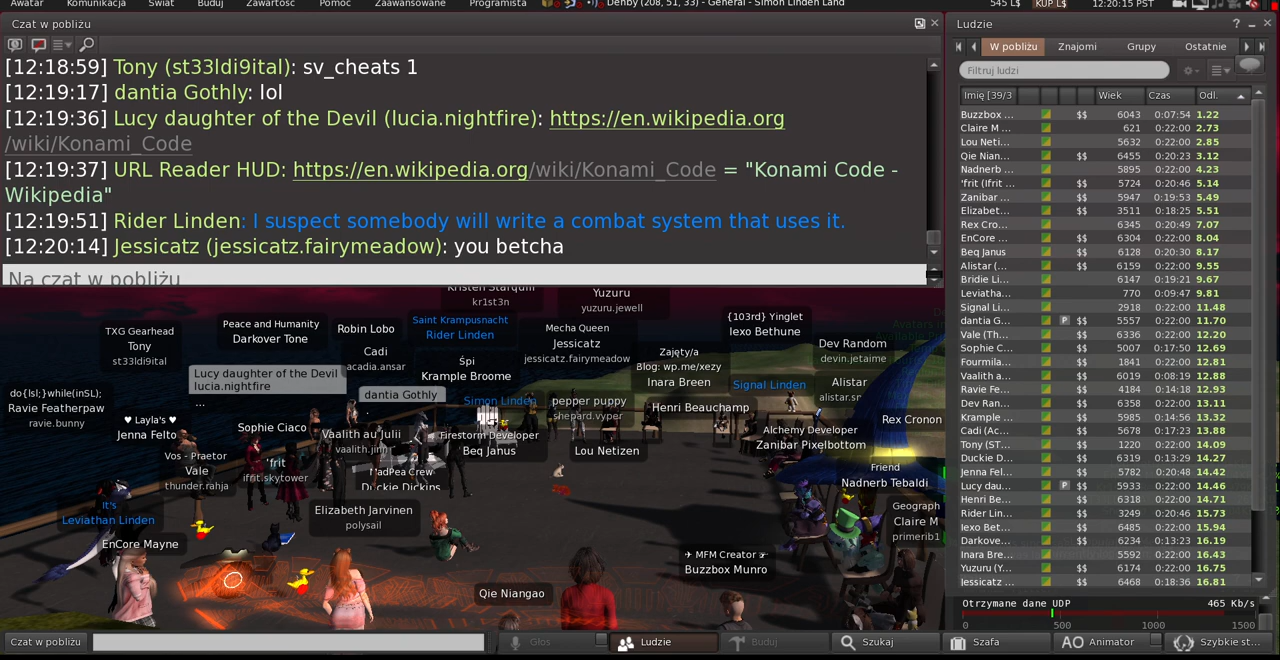 Awatar Komunikacja Świat Buduj Zawartość Pomoc Zaawansowane Programista Denby (208, 51, 33) - General - Simon Linden Land 545 L$ KUP L$ 12:20:15 PST
Czat w pobliżu
[12:18:59] Tony (st33ldi9ital): sv_cheats 1
[12:19:17] dantia Gothly: lol
[12:19:36] Lucy daughter of the Devil (lucia.nightfire): https://en.wikipedia.org
/wiki/Konami_Code
[12:19:37] URL Reader HUD: https://en.wikipedia.org/wiki/Konami_Code = "Konami Code -
Wikipedia"
[12:19:51] Rider Linden: I suspect somebody will write a combat system that uses it.
[12:20:14] Jessicatz (jessicatz.fairymeadow): you betcha
Na czat w pobliżu
Kristen Starquill
kr1st3n
Yuzuru
yuzuru.jewell
TXG Gearhead
Tony
st33ldi9ital
Peace and Humanity
Darkover Tone
Robin Lobo
Saint Krampusnacht
Rider Linden
Mecha Queen
Jessicatz
jessicatz.fairymeadow
{103rd} Yinglet
Iexo Bethune
Dev Random
devin.jetaime
Cadi
acadia.ansar
Śpi
Krampe Broome
Zajęty/a
Blog: wp.me/xezy
Inara Breen
Signal Linden
Alistar
Lucy daughter of the Devil
lucia.nightfire
...
dantia Gothly
.
Simon Linden
pepper puppy
shepard.vyper
Henri Beauchamp
Rex Cronon
do{lsl;}while(inSL);
Ravie Featherpaw
ravie.bunny
♥ Layla's ♥
Jenna Felto
Sophie Ciaco
Vaalith au Julii
vaalith.jinn
Firestorm Developer
Beq Janus
Lou Netizen
Alchemy Developer
Zanibar Pixelbottom
Vos - Praetor
Vale
thunder.rahja
'frit
ifrit.skytower
MadPea Crew
Duckie Dickins
Friend
Nadnerb Tebaldi
It's
Leviathan Linden
Elizabeth Jarvinen
polysail
Geograph
Claire M
primerib1
EnCore Mayne
✈ MFM Creator
Buzzbox Munro
Qie Niangao
Ludzie
? _ ×
W pobliżu Znajomi Grupy Ostatnie
Filtruj ludzi
Imię [39/3 Wiek Czas Odl.
Buzzbox ... $$ 6043 0:07:54 1.22
Claire M ... 621 0:22:00 2.73
Lou Neti... 5632 0:22:00 2.85
Qie Nian... $$ 6455 0:20:23 3.12
Nadnerb ... 5895 0:22:00 4.23
'frit (Ifrit ... $$ 5724 0:20:46 5.14
Zanibar ... $$ 5947 0:19:53 5.49
Elizabet... $$ 3511 0:18:25 5.51
Rex Cro... 6345 0:20:49 7.07
EnCore ... $$ 6304 0:22:00 8.04
Beq Janus $$ 6128 0:20:30 8.17
Alistar (... $$ 6159 0:22:00 9.55
Bridie Li... 6147 0:19:21 9.67
Leviatha... 770 0:09:47 9.81
Signal Li... 2918 0:22:00 11.48
dantia G... P $$ 5557 0:22:00 11.70
Vale (Th... $$ 6336 0:22:00 12.20
Sophie C... $$ 5007 0:17:50 12.69
Fourmila... $$ 1841 0:22:00 12.81
Vaalith a... $$ 6019 0:08:19 12.88
Ravie Fe... $$ 4184 0:14:18 12.93
Dev Ran... $$ 6358 0:22:00 13.11
Krampe ... $$ 5985 0:14:56 13.32
Cadi (Ac... $$ 5678 0:17:23 13.88
Tony (ST... $$ 1220 0:22:00 14.09
Duckie D... $$ 6319 0:13:29 14.27
Jenna Fel... $$ 5782 0:20:48 14.42
Lucy dau... P $$ 5933 0:22:00 14.46
Henri Be... $$ 6318 0:22:00 14.71
Rider Lin... $$ 3249 0:20:46 15.73
Iexo Bet... $$ 6485 0:22:00 15.94
Darkove... $$ 6234 0:13:23 16.19
Inara Bre... $$ 5592 0:22:00 16.43
Yuzuru (Y... $$ 6756 0:22:00 16.75
Jessicatz ... $$ 6468 0:18:36 16.81
Otrzymane dane UDP 465 Kb/s
0 500 1000 1500
Czat w pobliżu Głos Ludzie Buduj Szukaj Szafa AO Animator Szybkie st...